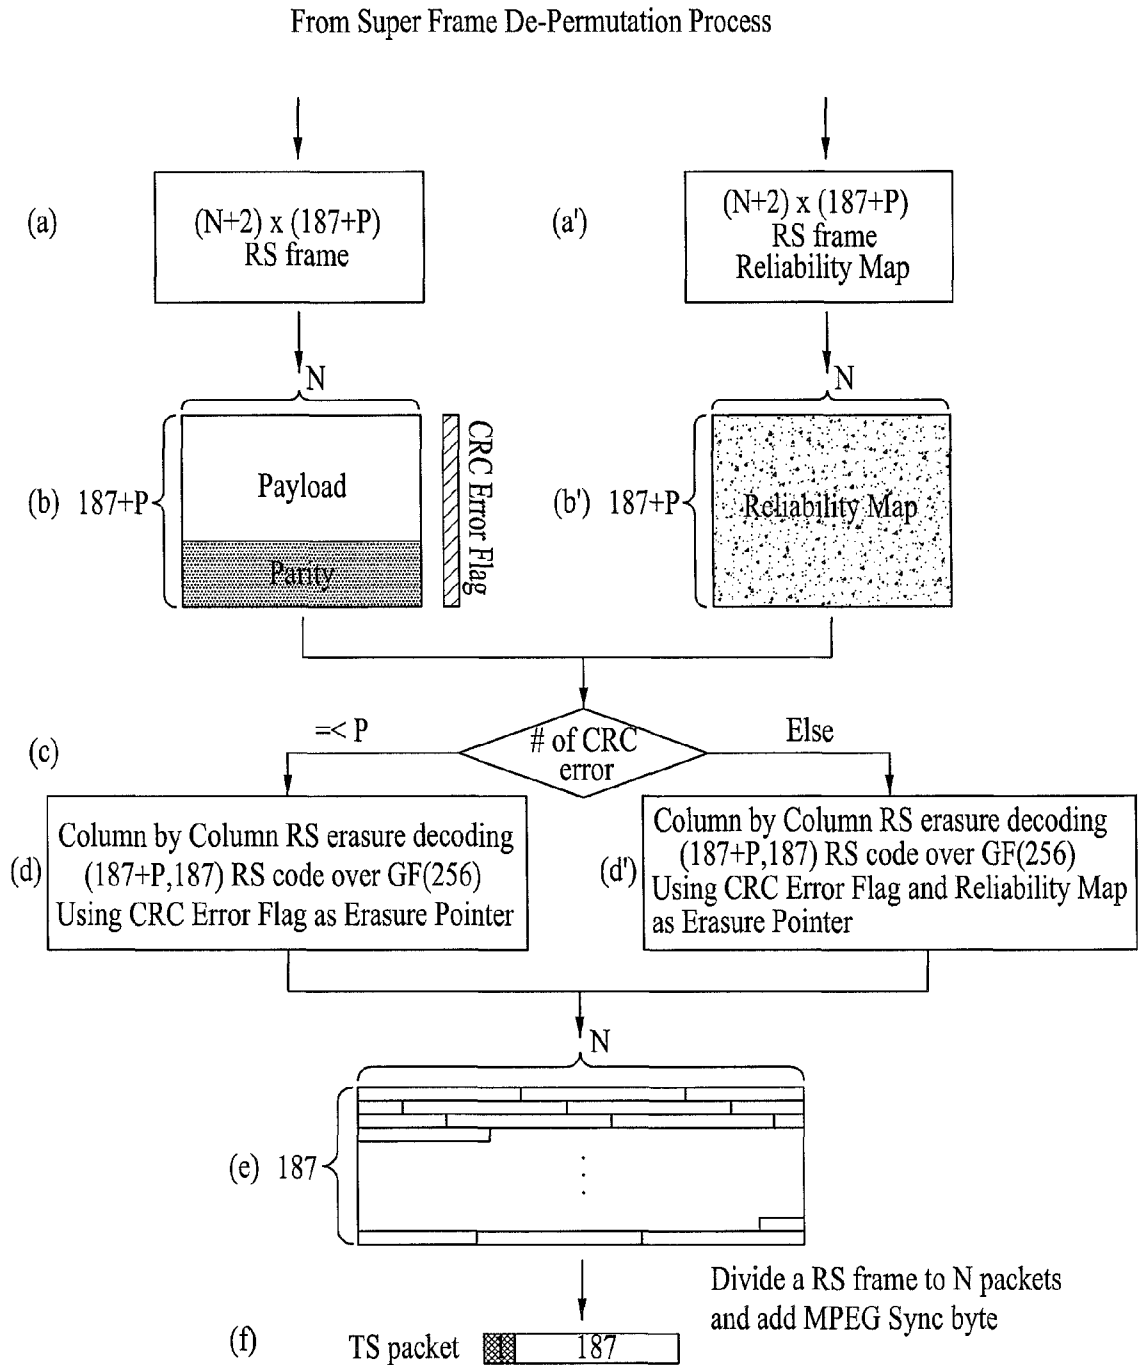 From Super Frame De-Permutation Process
(a)
(N+2) x (187+P)
RS frame
(a')
(N+2) x (187+P)
RS frame
Reliability Map
N
N
(b)
187+P
Payload
Parity
CRC Error Flag
(b')
187+P
Reliability Map
(c)
=< P
# of CRC
error
Else
(d)
Column by Column RS erasure decoding
(187+P,187) RS code over GF(256)
Using CRC Error Flag as Erasure Pointer
(d')
Column by Column RS erasure decoding
(187+P,187) RS code over GF(256)
Using CRC Error Flag and Reliability Map
as Erasure Pointer
N
(e)
187
Divide a RS frame to N packets
and add MPEG Sync byte
(f)
TS packet
1
187